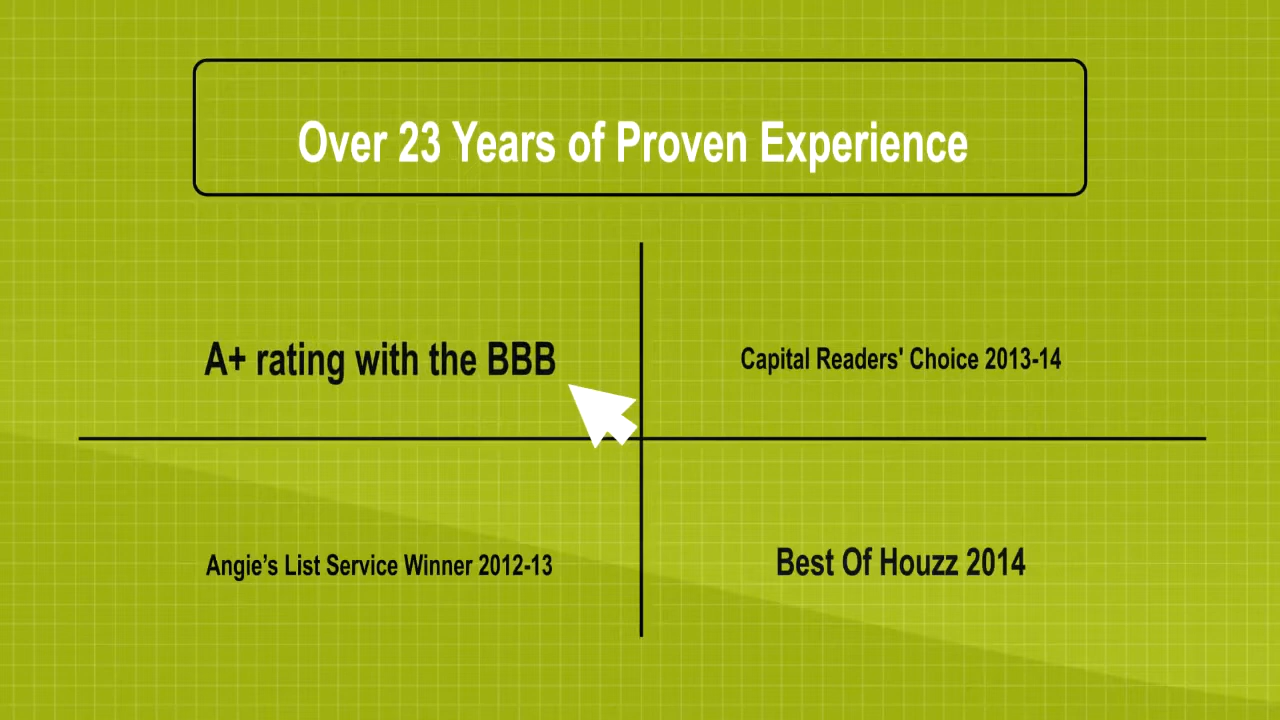 Over 23 Years of Proven Experience
A+ rating with the BBB
Capital Readers' Choice 2013-14
Angie’s List Service Winner 2012-13
Best Of Houzz 2014